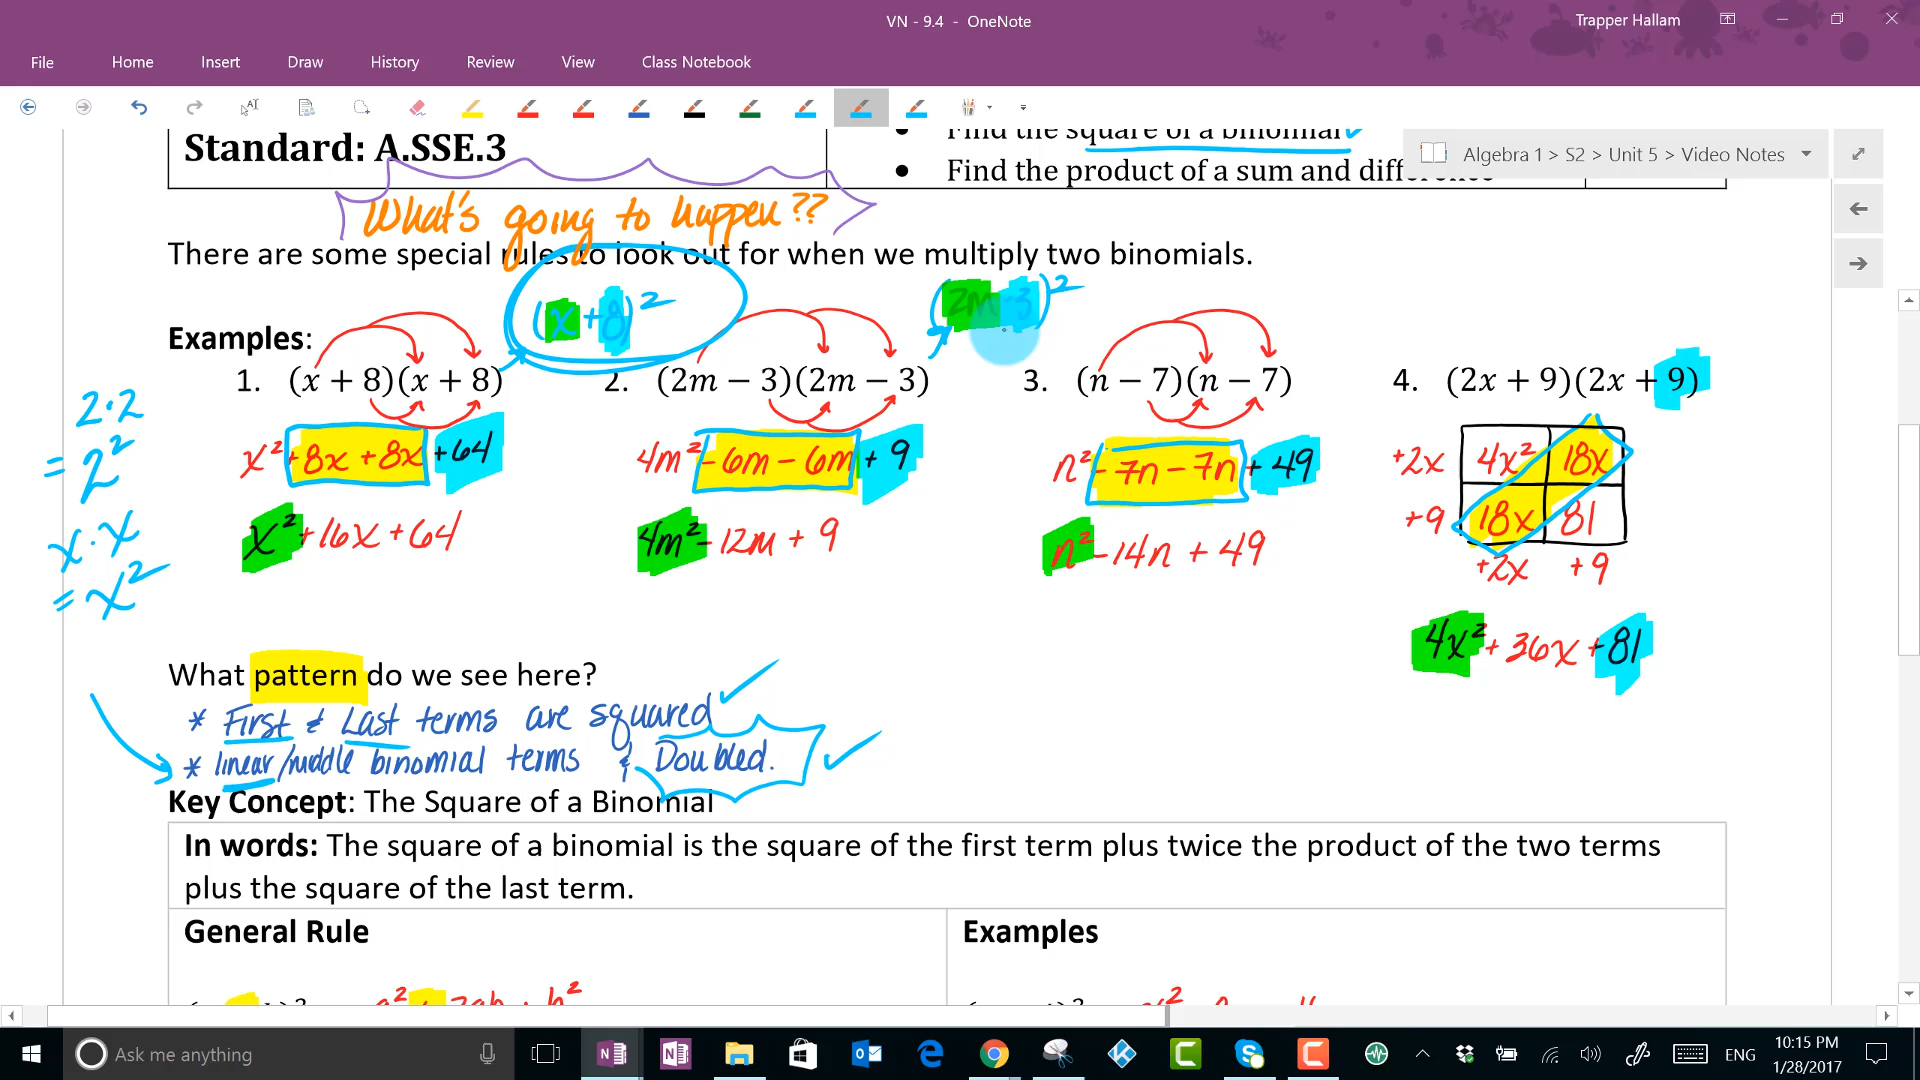 VN - 9.4 - OneNote
Trapper Hallam
File Home Insert Draw History Review View Class Notebook
Algebra 1 > S2 > Unit 5 > Video Notes
Standard: A.SSE.3
• Find the square of a binomial
• Find the product of a sum and difference
What's going to happen??
There are some special rules to look out for when we multiply two binomials.
(x + 8)²
(2m - 3)²
Examples:
1. (x + 8)(x + 8)
2. (2m − 3)(2m − 3)
3. (n − 7)(n − 7)
4. (2x + 9)(2x + 9)
2·2
= 2²
x·x
= x²
x² +8x +8x +64
x² +16x +64
4m² -6m - 6m + 9
4m² -12m + 9
n² - 7n - 7n + 49
n² -14n + 49
+2x 4x² 18x
+9 18x 81
+2x +9
4x² + 36x + 81
What pattern do we see here?
* First & Last terms are squared
* linear/middle binomial terms & Doubled.
Key Concept: The Square of a Binomial
In words: The square of a binomial is the square of the first term plus twice the product of the two terms
plus the square of the last term.
General Rule
Examples
Ask me anything
ENG
10:15 PM
1/28/2017